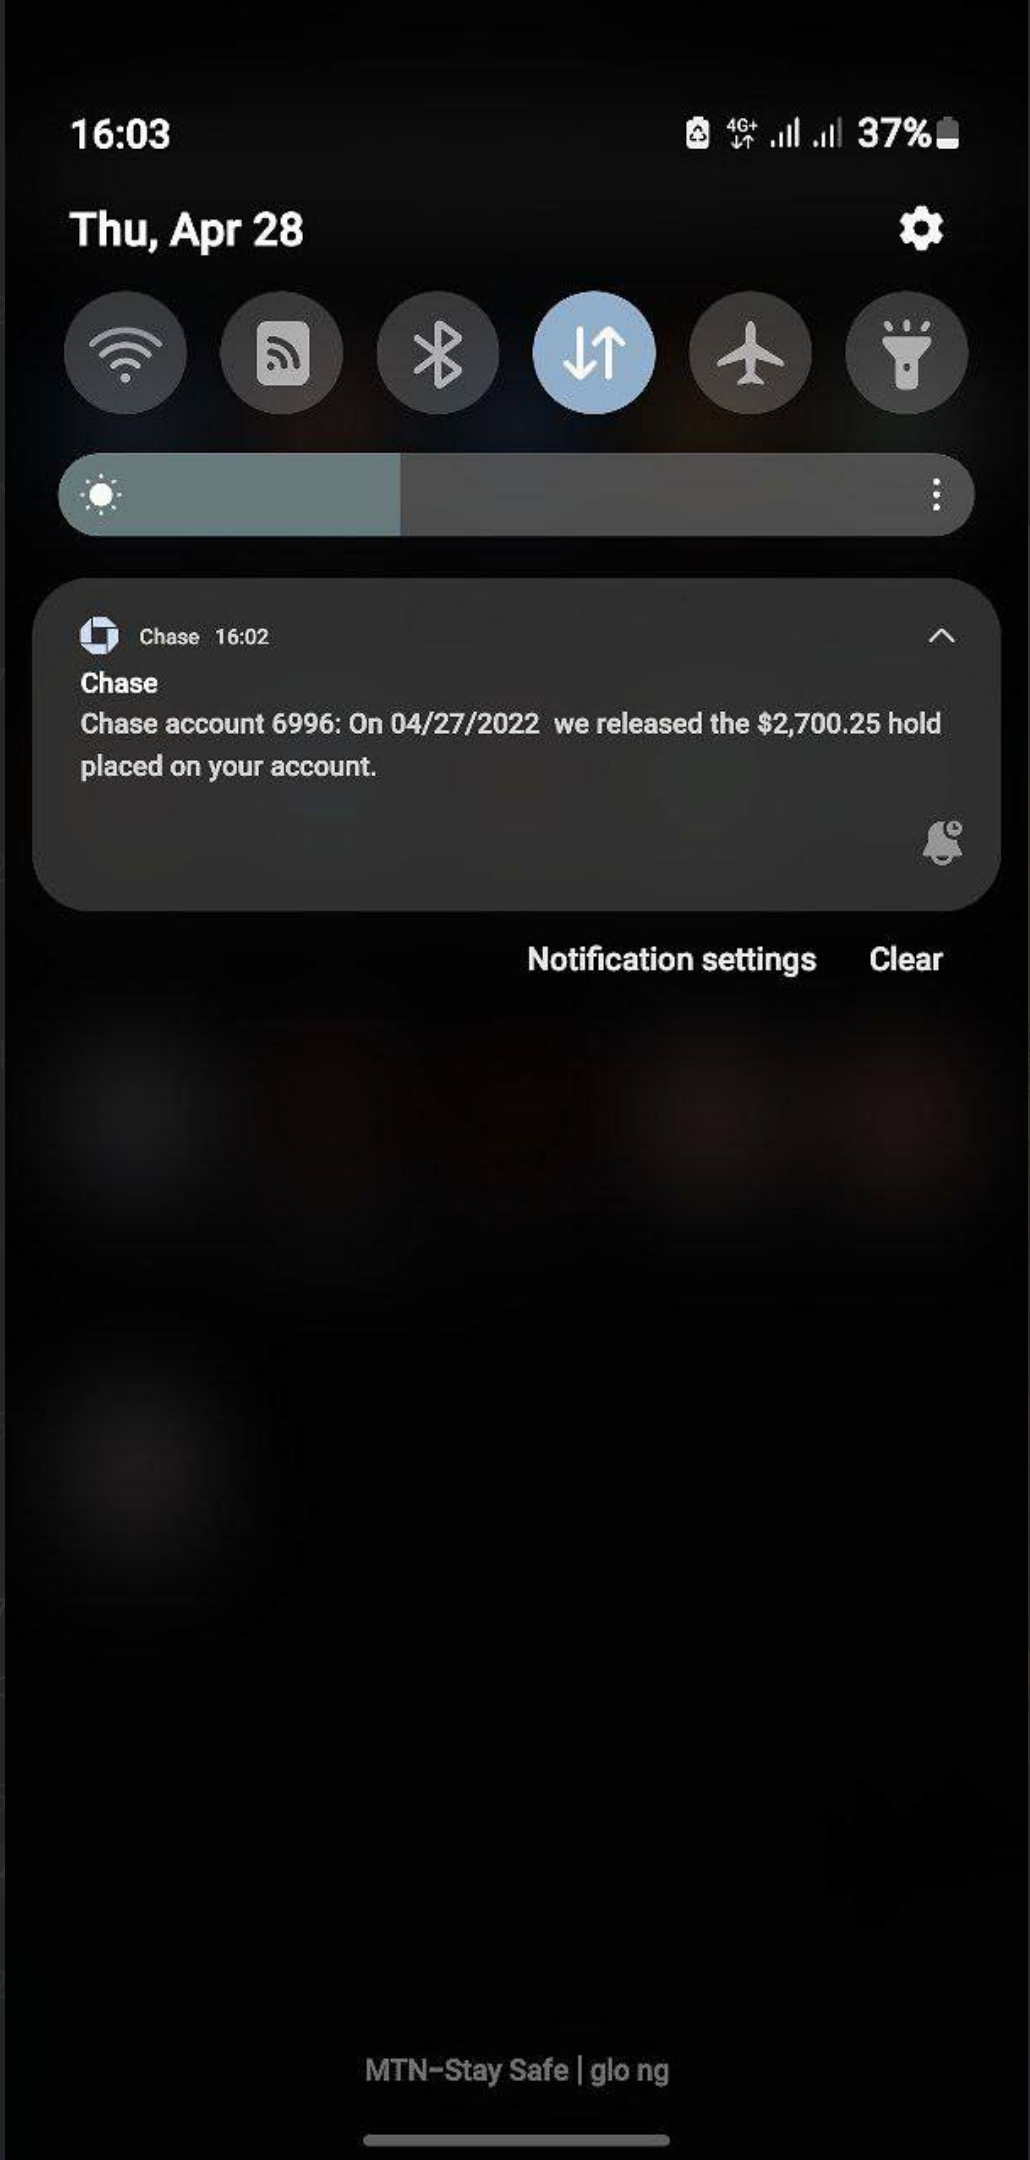 16:03 4G+ 37%
Thu, Apr 28
Chase 16:02
Chase
Chase account 6996: On 04/27/2022  we released the $2,700.25 hold
placed on your account.
Notification settings Clear
MTN-Stay Safe | glo ng